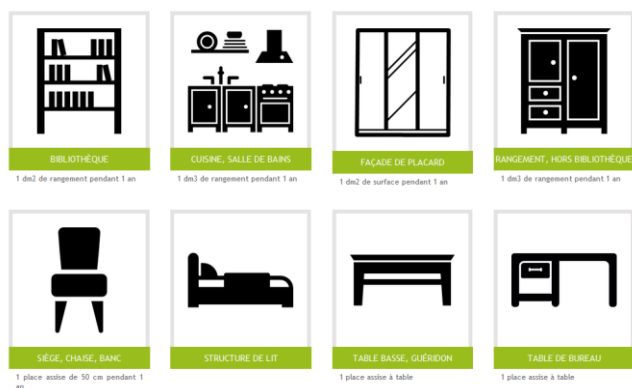 BIBLIOTHÈQUE
1 dm2 de rangement pendant 1 an
CUISINE, SALLE DE BAINS
1 dm3 de rangement pendant 1 an
FAÇADE DE PLACARD
1 dm2 de surface pendant 1 an
RANGEMENT, HORS BIBLIOTHÉQUE
1 dm3 de rangement pendant 1 an
SIÈGE, CHAISE, BANC
1 place assise de 50 cm pendant 1
an
STRUCTURE DE LIT
TABLE BASSE, GUÉRIDON
1 place assise à table
TABLE DE BUREAU
1 place assise à table